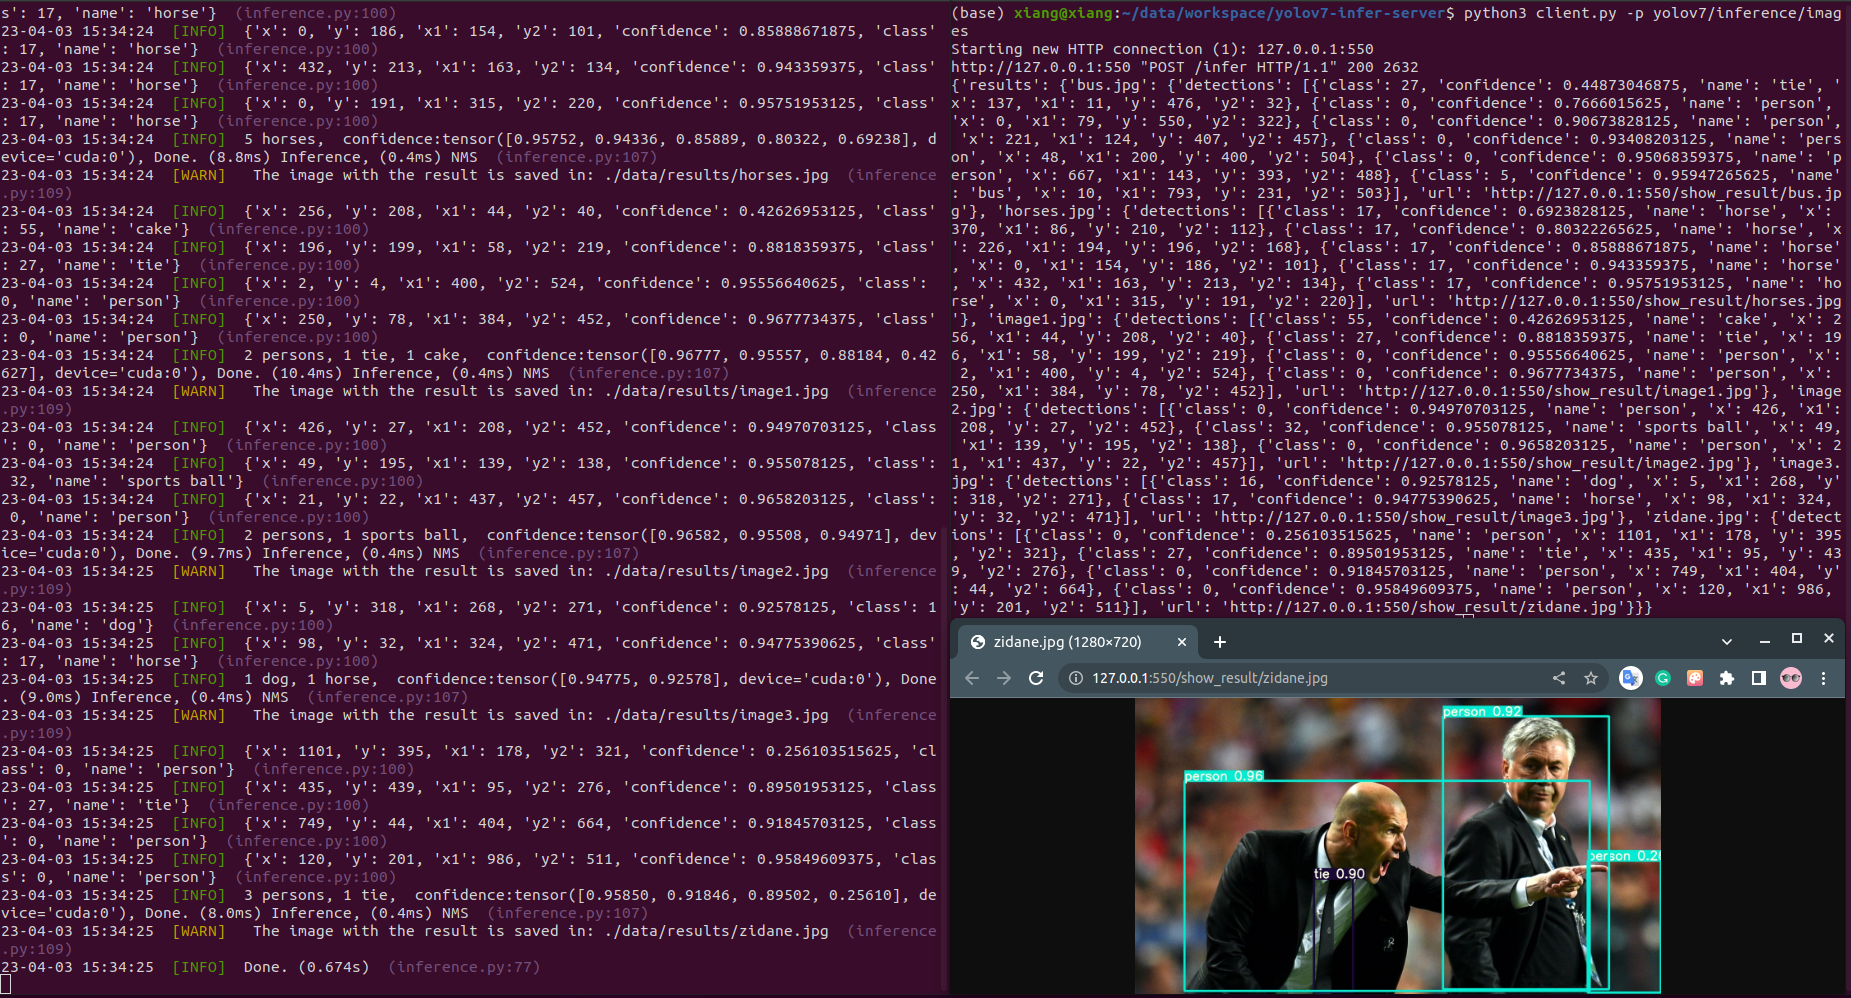 s': 17, 'name': 'horse'}  (inference.py:100)
23-04-03 15:34:24  [INFO]  {'x': 0, 'y': 186, 'x1': 154, 'y2': 101, 'confidence': 0.85888671875, 'class'
: 17, 'name': 'horse'}  (inference.py:100)
23-04-03 15:34:24  [INFO]  {'x': 432, 'y': 213, 'x1': 163, 'y2': 134, 'confidence': 0.943359375, 'class'
: 17, 'name': 'horse'}  (inference.py:100)
23-04-03 15:34:24  [INFO]  {'x': 0, 'y': 191, 'x1': 315, 'y2': 220, 'confidence': 0.95751953125, 'class'
: 17, 'name': 'horse'}  (inference.py:100)
23-04-03 15:34:24  [INFO]  5 horses,  confidence:tensor([0.95752, 0.94336, 0.85889, 0.80322, 0.69238], d
evice='cuda:0'), Done. (8.8ms) Inference, (0.4ms) NMS  (inference.py:107)
23-04-03 15:34:24  [WARN]   The image with the result is saved in: ./data/results/horses.jpg  (inference
.py:109)
23-04-03 15:34:24  [INFO]  {'x': 256, 'y': 208, 'x1': 44, 'y2': 40, 'confidence': 0.42626953125, 'class'
: 55, 'name': 'cake'}  (inference.py:100)
23-04-03 15:34:24  [INFO]  {'x': 196, 'y': 199, 'x1': 58, 'y2': 219, 'confidence': 0.8818359375, 'class'
: 27, 'name': 'tie'}  (inference.py:100)
23-04-03 15:34:24  [INFO]  {'x': 2, 'y': 4, 'x1': 400, 'y2': 524, 'confidence': 0.95556640625, 'class':
0, 'name': 'person'}  (inference.py:100)
23-04-03 15:34:24  [INFO]  {'x': 250, 'y': 78, 'x1': 384, 'y2': 452, 'confidence': 0.9677734375, 'class'
: 0, 'name': 'person'}  (inference.py:100)
23-04-03 15:34:24  [INFO]  2 persons, 1 tie, 1 cake,  confidence:tensor([0.96777, 0.95557, 0.88184, 0.42
627], device='cuda:0'), Done. (10.4ms) Inference, (0.4ms) NMS  (inference.py:107)
23-04-03 15:34:24  [WARN]   The image with the result is saved in: ./data/results/image1.jpg  (inference
.py:109)
23-04-03 15:34:24  [INFO]  {'x': 426, 'y': 27, 'x1': 208, 'y2': 452, 'confidence': 0.94970703125, 'class
': 0, 'name': 'person'}  (inference.py:100)
23-04-03 15:34:24  [INFO]  {'x': 49, 'y': 195, 'x1': 139, 'y2': 138, 'confidence': 0.955078125, 'class':
 32, 'name': 'sports ball'}  (inference.py:100)
23-04-03 15:34:24  [INFO]  {'x': 21, 'y': 22, 'x1': 437, 'y2': 457, 'confidence': 0.9658203125, 'class':
 0, 'name': 'person'}  (inference.py:100)
23-04-03 15:34:24  [INFO]  2 persons, 1 sports ball,  confidence:tensor([0.96582, 0.95508, 0.94971], dev
ice='cuda:0'), Done. (9.7ms) Inference, (0.4ms) NMS  (inference.py:107)
23-04-03 15:34:25  [WARN]   The image with the result is saved in: ./data/results/image2.jpg  (inference
.py:109)
23-04-03 15:34:25  [INFO]  {'x': 5, 'y': 318, 'x1': 268, 'y2': 271, 'confidence': 0.92578125, 'class': 1
6, 'name': 'dog'}  (inference.py:100)
23-04-03 15:34:25  [INFO]  {'x': 98, 'y': 32, 'x1': 324, 'y2': 471, 'confidence': 0.94775390625, 'class'
: 17, 'name': 'horse'}  (inference.py:100)
23-04-03 15:34:25  [INFO]  1 dog, 1 horse,  confidence:tensor([0.94775, 0.92578], device='cuda:0'), Done
. (9.0ms) Inference, (0.4ms) NMS  (inference.py:107)
23-04-03 15:34:25  [WARN]   The image with the result is saved in: ./data/results/image3.jpg  (inference
.py:109)
23-04-03 15:34:25  [INFO]  {'x': 1101, 'y': 395, 'x1': 178, 'y2': 321, 'confidence': 0.256103515625, 'cl
ass': 0, 'name': 'person'}  (inference.py:100)
23-04-03 15:34:25  [INFO]  {'x': 435, 'y': 439, 'x1': 95, 'y2': 276, 'confidence': 0.89501953125, 'class
': 27, 'name': 'tie'}  (inference.py:100)
23-04-03 15:34:25  [INFO]  {'x': 749, 'y': 44, 'x1': 404, 'y2': 664, 'confidence': 0.91845703125, 'class
': 0, 'name': 'person'}  (inference.py:100)
23-04-03 15:34:25  [INFO]  {'x': 120, 'y': 201, 'x1': 986, 'y2': 511, 'confidence': 0.95849609375, 'clas
s': 0, 'name': 'person'}  (inference.py:100)
23-04-03 15:34:25  [INFO]  3 persons, 1 tie,  confidence:tensor([0.95850, 0.91846, 0.89502, 0.25610], de
vice='cuda:0'), Done. (8.0ms) Inference, (0.4ms) NMS  (inference.py:107)
23-04-03 15:34:25  [WARN]   The image with the result is saved in: ./data/results/zidane.jpg  (inference
.py:109)
23-04-03 15:34:25  [INFO]  Done. (0.674s)  (inference.py:77)
(base) xiang@xiang:~/data/workspace/yolov7-infer-server$ python3 client.py -p yolov7/inference/imag
es
Starting new HTTP connection (1): 127.0.0.1:550
http://127.0.0.1:550 "POST /infer HTTP/1.1" 200 2632
{'results': {'bus.jpg': {'detections': [{'class': 27, 'confidence': 0.44873046875, 'name': 'tie', '
x': 137, 'x1': 11, 'y': 476, 'y2': 32}, {'class': 0, 'confidence': 0.7666015625, 'name': 'person',
'x': 0, 'x1': 79, 'y': 550, 'y2': 322}, {'class': 0, 'confidence': 0.90673828125, 'name': 'person',
 'x': 221, 'x1': 124, 'y': 407, 'y2': 457}, {'class': 0, 'confidence': 0.93408203125, 'name': 'pers
on', 'x': 48, 'x1': 200, 'y': 400, 'y2': 504}, {'class': 0, 'confidence': 0.95068359375, 'name': 'p
erson', 'x': 667, 'x1': 143, 'y': 393, 'y2': 488}, {'class': 5, 'confidence': 0.95947265625, 'name'
: 'bus', 'x': 10, 'x1': 793, 'y': 231, 'y2': 503}], 'url': 'http://127.0.0.1:550/show_result/bus.jp
g'}, 'horses.jpg': {'detections': [{'class': 17, 'confidence': 0.6923828125, 'name': 'horse', 'x':
370, 'x1': 86, 'y': 210, 'y2': 112}, {'class': 17, 'confidence': 0.80322265625, 'name': 'horse', 'x'
: 226, 'x1': 194, 'y': 196, 'y2': 168}, {'class': 17, 'confidence': 0.85888671875, 'name': 'horse'
, 'x': 0, 'x1': 154, 'y': 186, 'y2': 101}, {'class': 17, 'confidence': 0.943359375, 'name': 'horse'
, 'x': 432, 'x1': 163, 'y': 213, 'y2': 134}, {'class': 17, 'confidence': 0.95751953125, 'name': 'ho
rse', 'x': 0, 'x1': 315, 'y': 191, 'y2': 220}], 'url': 'http://127.0.0.1:550/show_result/horses.jpg
'}, 'image1.jpg': {'detections': [{'class': 55, 'confidence': 0.42626953125, 'name': 'cake', 'x': 2
56, 'x1': 44, 'y': 208, 'y2': 40}, {'class': 27, 'confidence': 0.8818359375, 'name': 'tie', 'x': 19
6, 'x1': 58, 'y': 199, 'y2': 219}, {'class': 0, 'confidence': 0.95556640625, 'name': 'person', 'x':
 2, 'x1': 400, 'y': 4, 'y2': 524}, {'class': 0, 'confidence': 0.9677734375, 'name': 'person', 'x':
250, 'x1': 384, 'y': 78, 'y2': 452}], 'url': 'http://127.0.0.1:550/show_result/image1.jpg'}, 'image
2.jpg': {'detections': [{'class': 0, 'confidence': 0.94970703125, 'name': 'person', 'x': 426, 'x1':
 208, 'y': 27, 'y2': 452}, {'class': 32, 'confidence': 0.955078125, 'name': 'sports ball', 'x': 49,
 'x1': 139, 'y': 195, 'y2': 138}, {'class': 0, 'confidence': 0.9658203125, 'name': 'person', 'x': 2
1, 'x1': 437, 'y': 22, 'y2': 457}], 'url': 'http://127.0.0.1:550/show_result/image2.jpg'}, 'image3.
jpg': {'detections': [{'class': 16, 'confidence': 0.92578125, 'name': 'dog', 'x': 5, 'x1': 268, 'y'
: 318, 'y2': 271}, {'class': 17, 'confidence': 0.94775390625, 'name': 'horse', 'x': 98, 'x1': 324,
'y': 32, 'y2': 471}], 'url': 'http://127.0.0.1:550/show_result/image3.jpg'}, 'zidane.jpg': {'detect
ions': [{'class': 0, 'confidence': 0.256103515625, 'name': 'person', 'x': 1101, 'x1': 178, 'y': 395
, 'y2': 321}, {'class': 27, 'confidence': 0.89501953125, 'name': 'tie', 'x': 435, 'x1': 95, 'y': 43
9, 'y2': 276}, {'class': 0, 'confidence': 0.91845703125, 'name': 'person', 'x': 749, 'x1': 404, 'y'
: 44, 'y2': 664}, {'class': 0, 'confidence': 0.95849609375, 'name': 'person', 'x': 120, 'x1': 986,
'y': 201, 'y2': 511}], 'url': 'http://127.0.0.1:550/show_result/zidane.jpg'}}}
zidane.jpg (1280×720)
127.0.0.1:550/show_result/zidane.jpg
person 0.92
person 0.96
person 0.26
tie 0.90